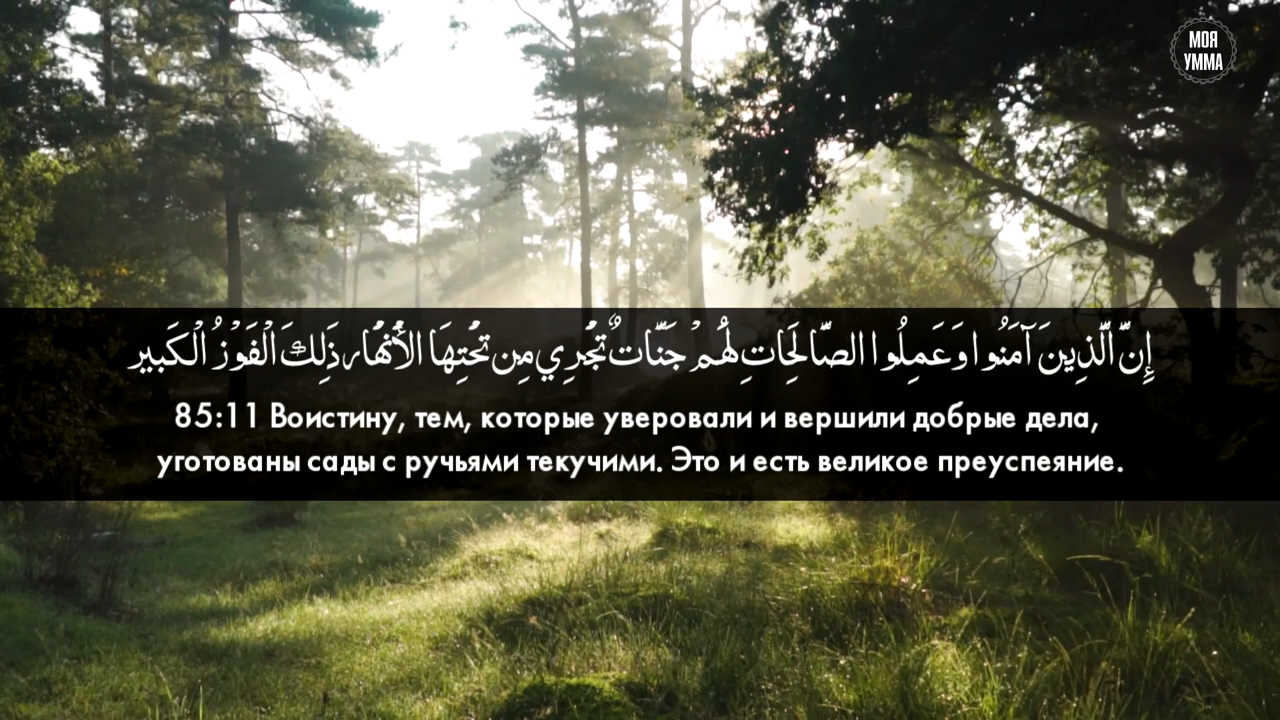 МОЯ
УММА
إِنَّ الَّذِينَ آمَنُوا وَعَمِلُوا الصَّالِحَاتِ لَهُمْ جَنَّاتٌ تَجْرِي مِن تَحْتِهَا الْأَنْهَار ذَٰلِكَ الْفَوْزُ الْكَبِير
85:11 Воистину, тем, которые уверовали и вершили добрые дела,
уготованы сады с ручьями текучими. Это и есть великое преуспеяние.